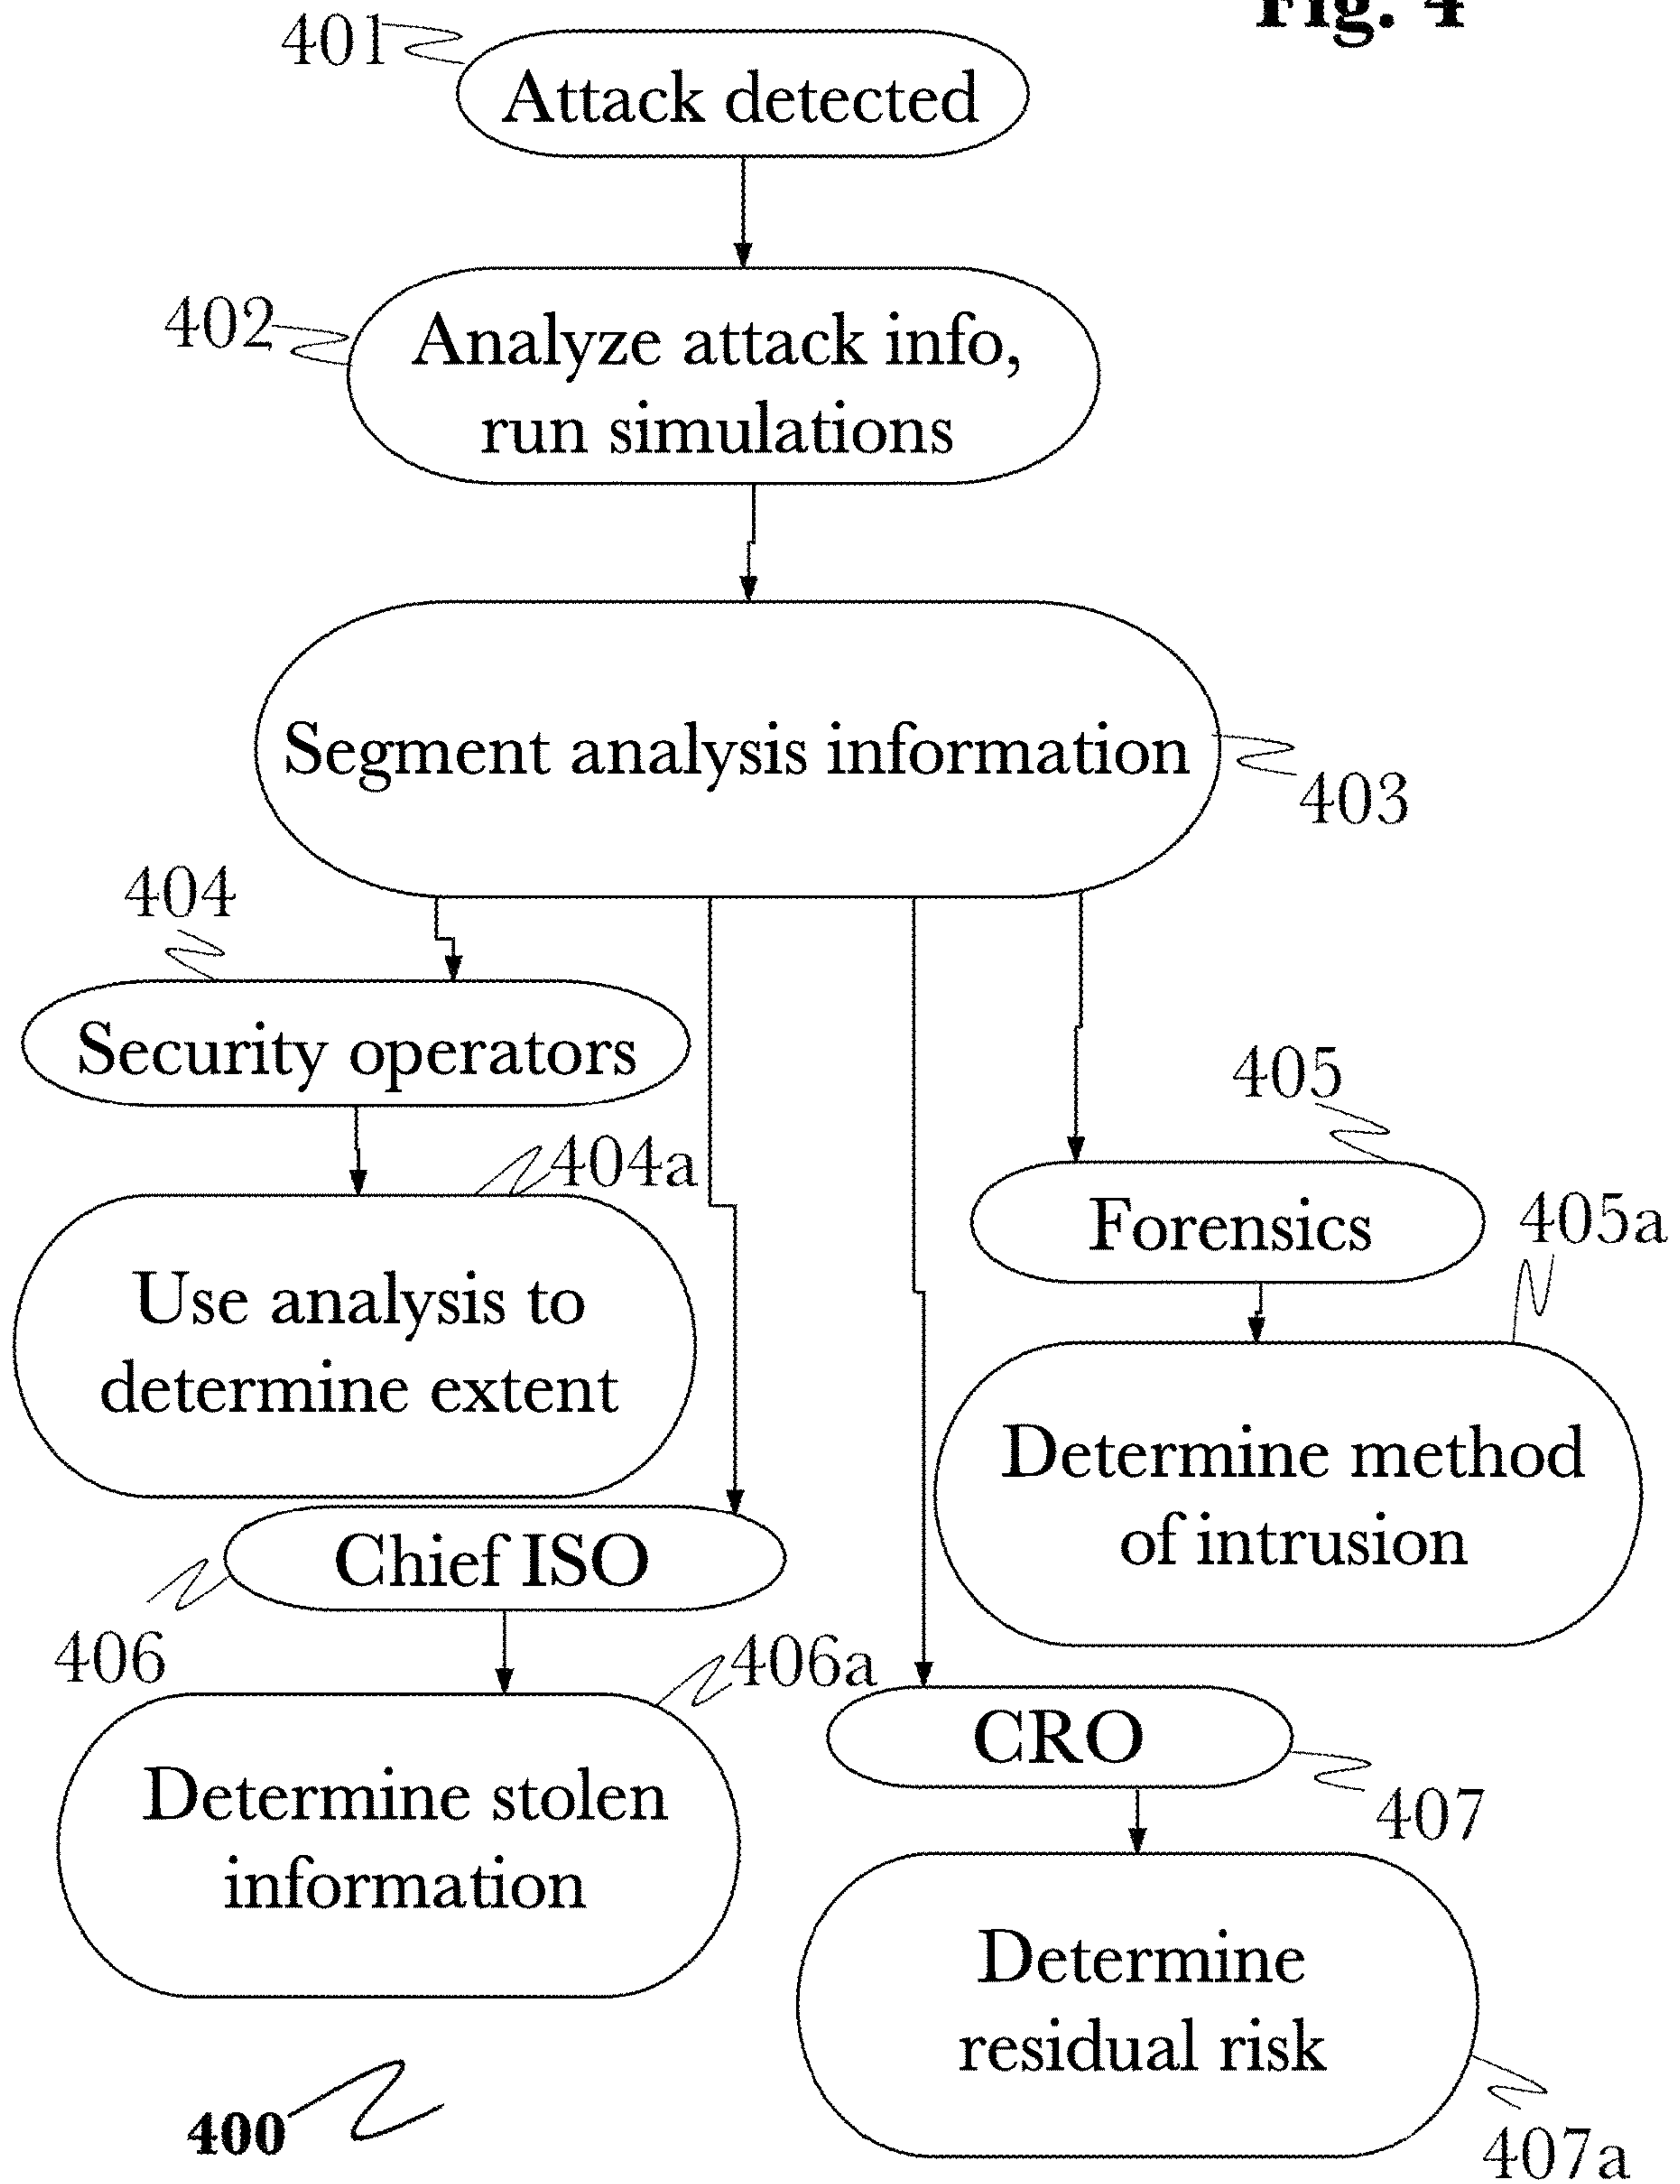 Fig. 4
401
Attack detected
402
Analyze attack info,
run simulations
Segment analysis information
403
404
Security operators
404a
Use analysis to
determine extent
405
Forensics
405a
Determine method
of intrusion
Chief ISO
406
406a
Determine stolen
information
CRO
407
Determine
residual risk
407a
400